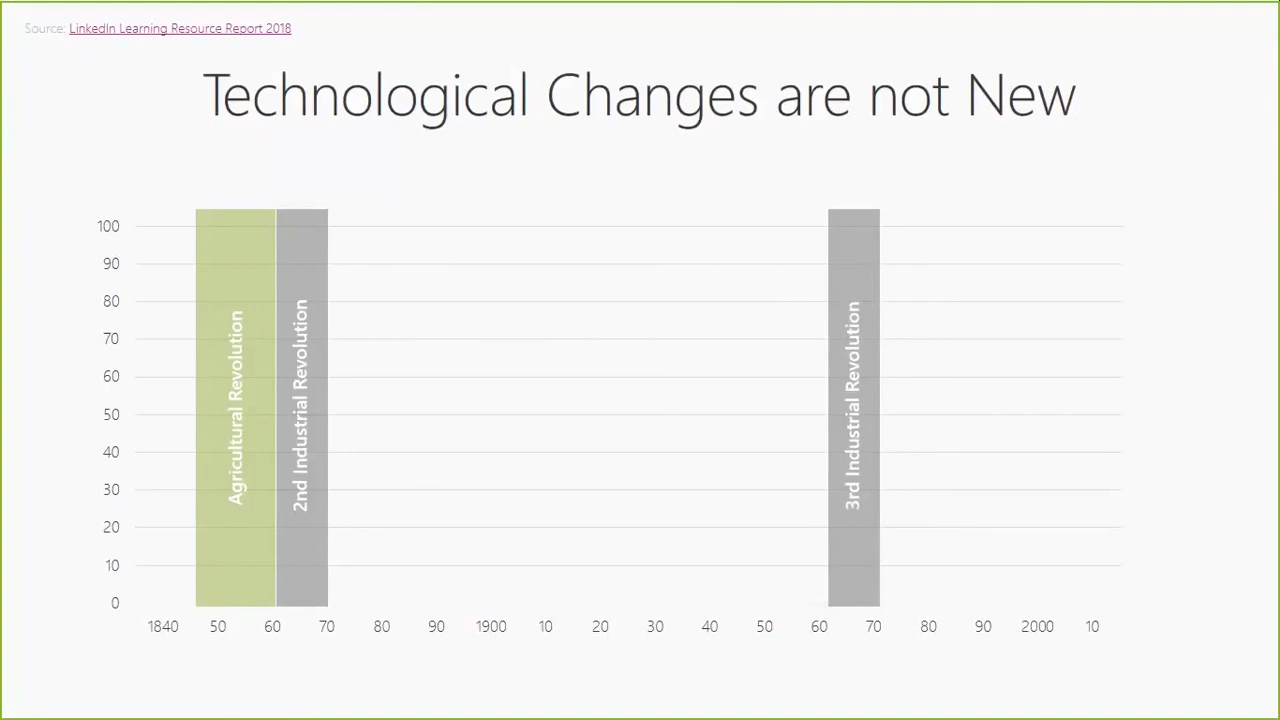 Source: LinkedIn Learning Resource Report 2018
Technological Changes are not New
100
90
80
70
60
50
40
30
20
10
0
Agricultural Revolution
2nd Industrial Revolution
3rd Industrial Revolution
1840 50 60 70 80 90 1900 10 20 30 40 50 60 70 80 90 2000 10